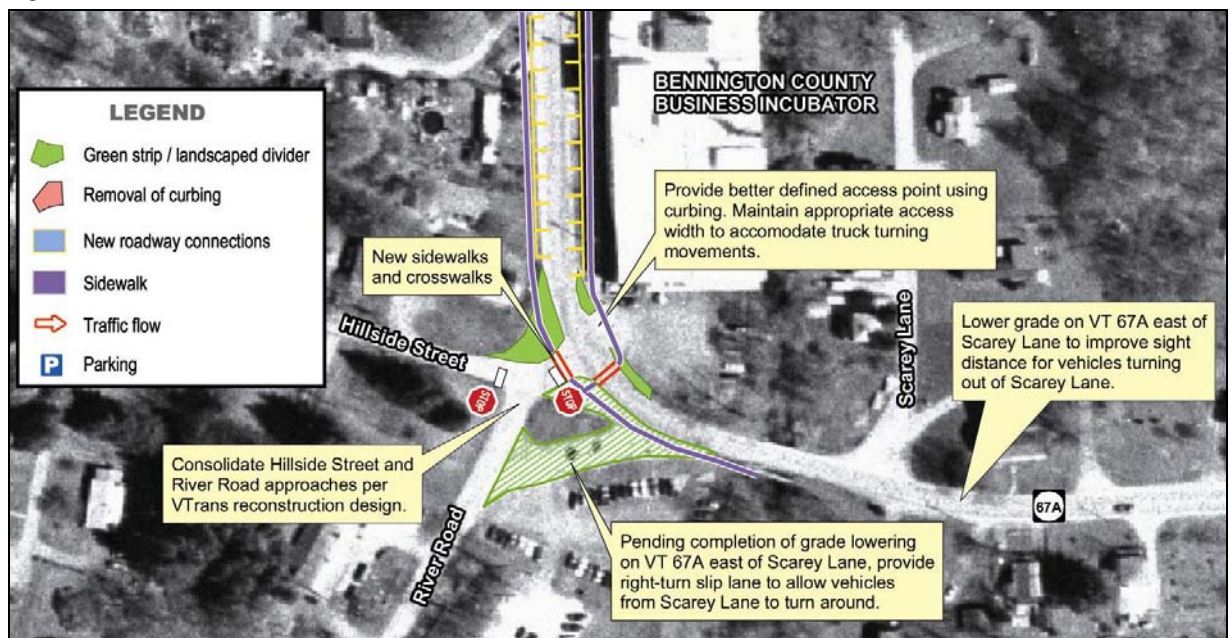 LEGEND
Green strip / landscaped divider
Removal of curbing
New roadway connections
Sidewalk
Traffic flow
P
Parking
BENNINGTON COUNTY
BUSINESS INCUBATOR
Provide better defined access point using
curbing. Maintain appropriate access
width to accomodate truck turning
movements.
New sidewalks
and crosswalks
Hillside Street
Scarey Lane
Lower grade on VT 67A east of
Scarey Lane to improve sight
distance for vehicles turning
out of Scarey Lane.
STOP
STOP
Consolidate Hillside Street and
River Road approaches per
VTrans reconstruction design.
River Road
67A
Pending completion of grade lowering
on VT 67A east of Scarey Lane, provide
right-turn slip lane to allow vehicles
from Scarey Lane to turn around.